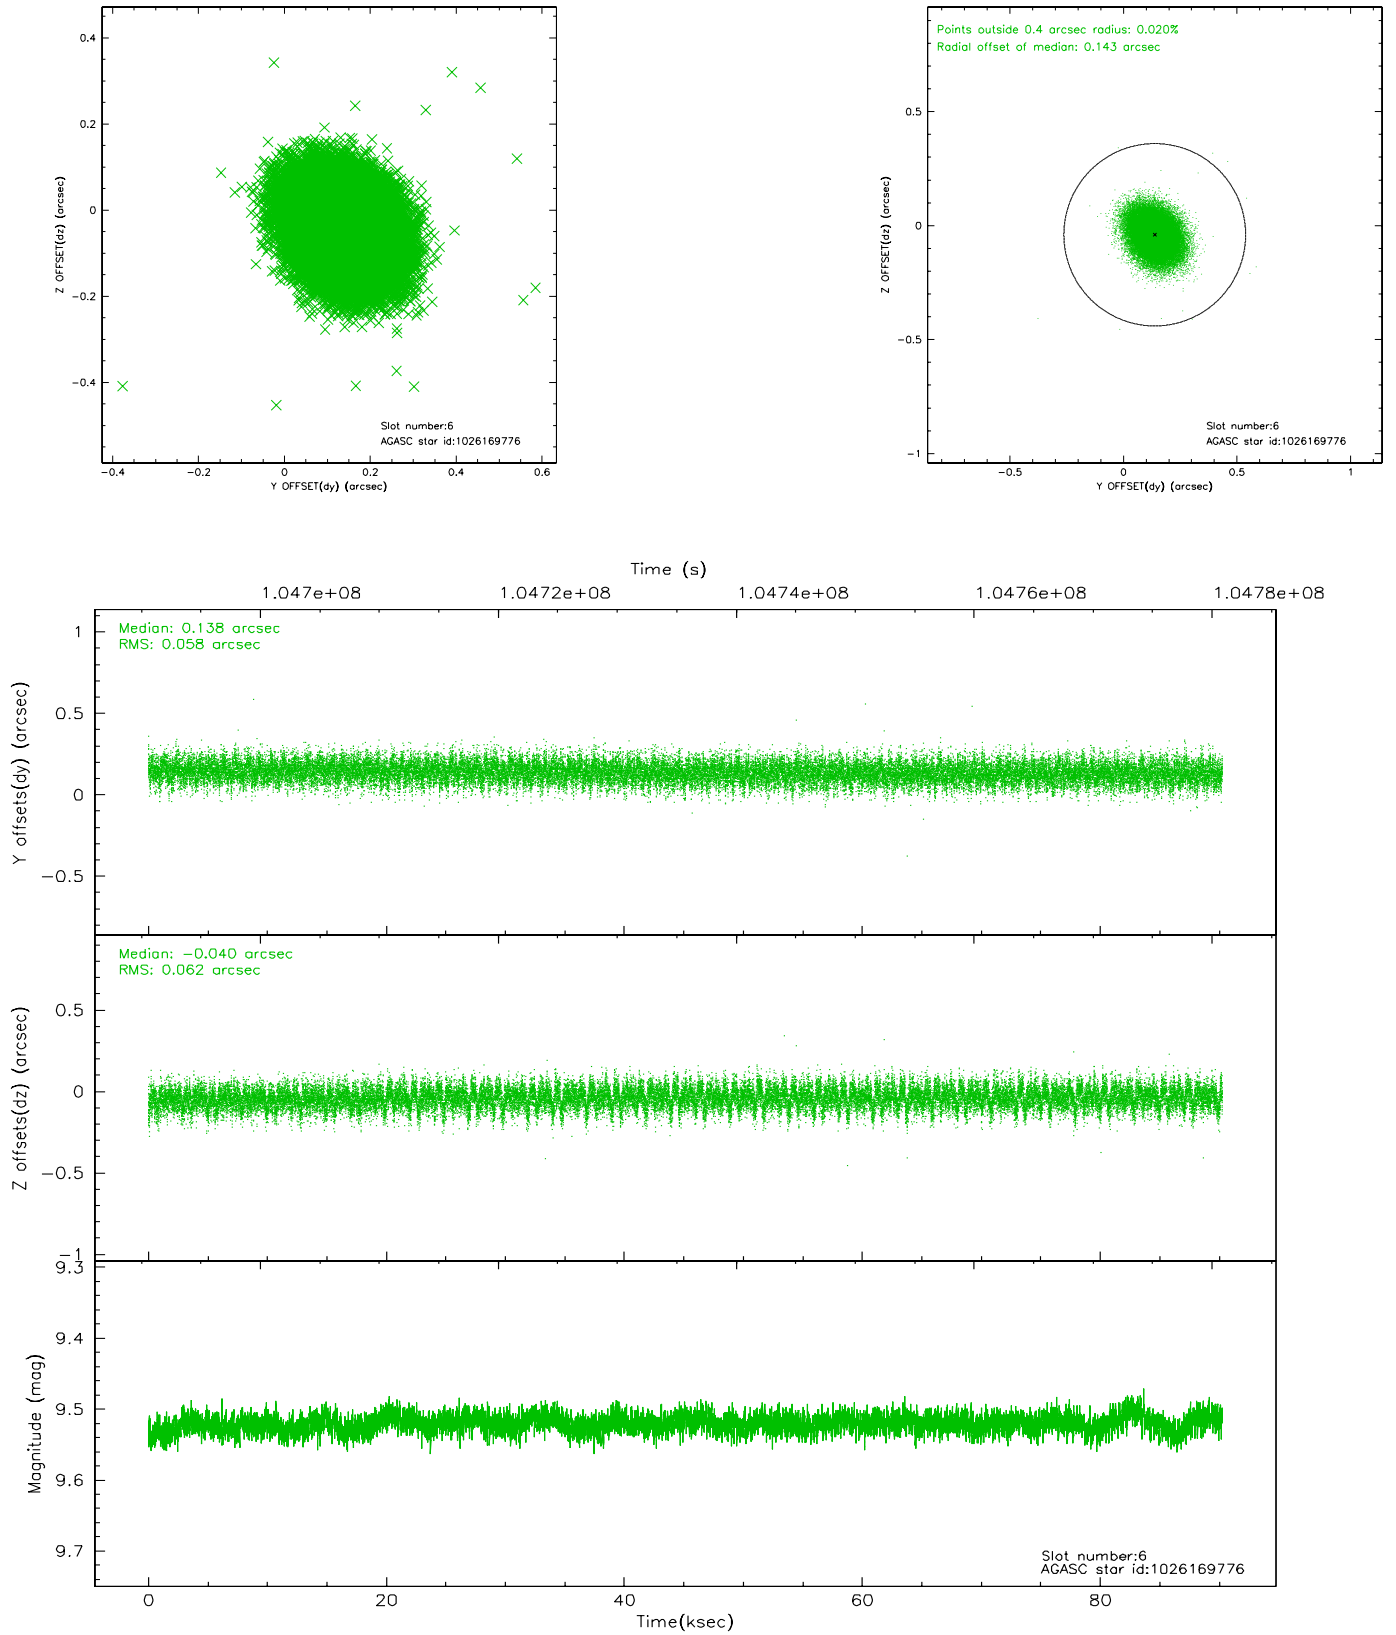 0.4
0.2
0
−0.2
−0.4
Z OFFSET(dz) (arcsec)
Slot number:6
AGASC star id:1026169776
−0.4 −0.2 0 0.2 0.4 0.6
Y OFFSET(dy) (arcsec)
Points outside 0.4 arcsec radius: 0.020%
Radial offset of median: 0.143 arcsec
0.5
0
−0.5
−1
Z OFFSET(dz) (arcsec)
Slot number:6
AGASC star id:1026169776
−0.5 0 0.5 1
Y OFFSET(dy) (arcsec)
Time (s)
1.047e+08 1.0472e+08 1.0474e+08 1.0476e+08 1.0478e+08
Median: 0.138 arcsec
RMS: 0.058 arcsec
1
0.5
0
−0.5
Y offsets(dy) (arcsec)
Median: −0.040 arcsec
RMS: 0.062 arcsec
0.5
0
−0.5
−1
Z offsets(dz) (arcsec)
9.3
9.4
9.5
9.6
9.7
Magnitude (mag)
Slot number:6
AGASC star id:1026169776
0 20 40 60 80
Time(ksec)